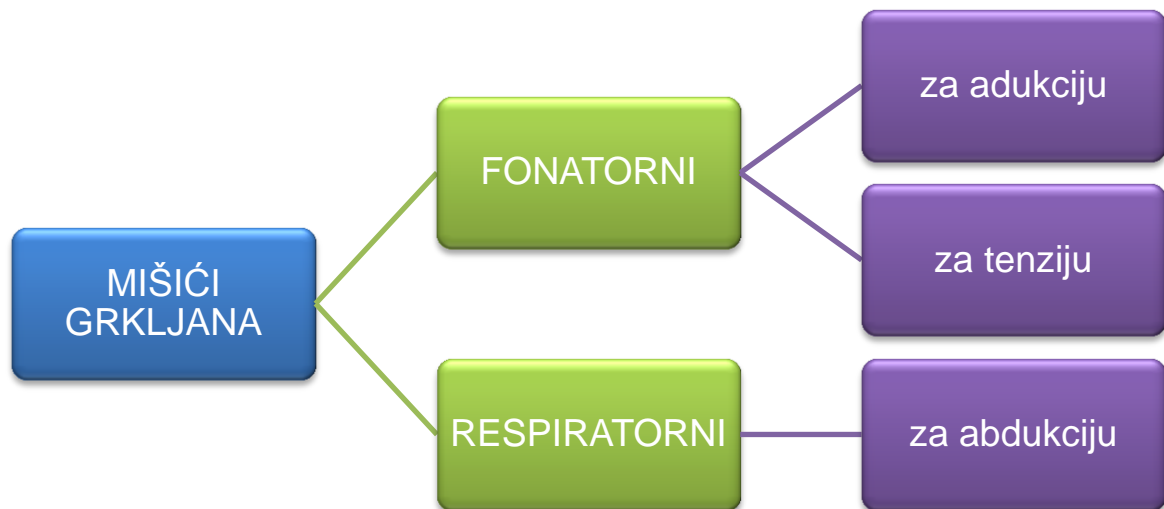 MIŠIĆI
GRKLJANA
FONATORNI
za adukciju
za tenziju
RESPIRATORNI
za abdukciju